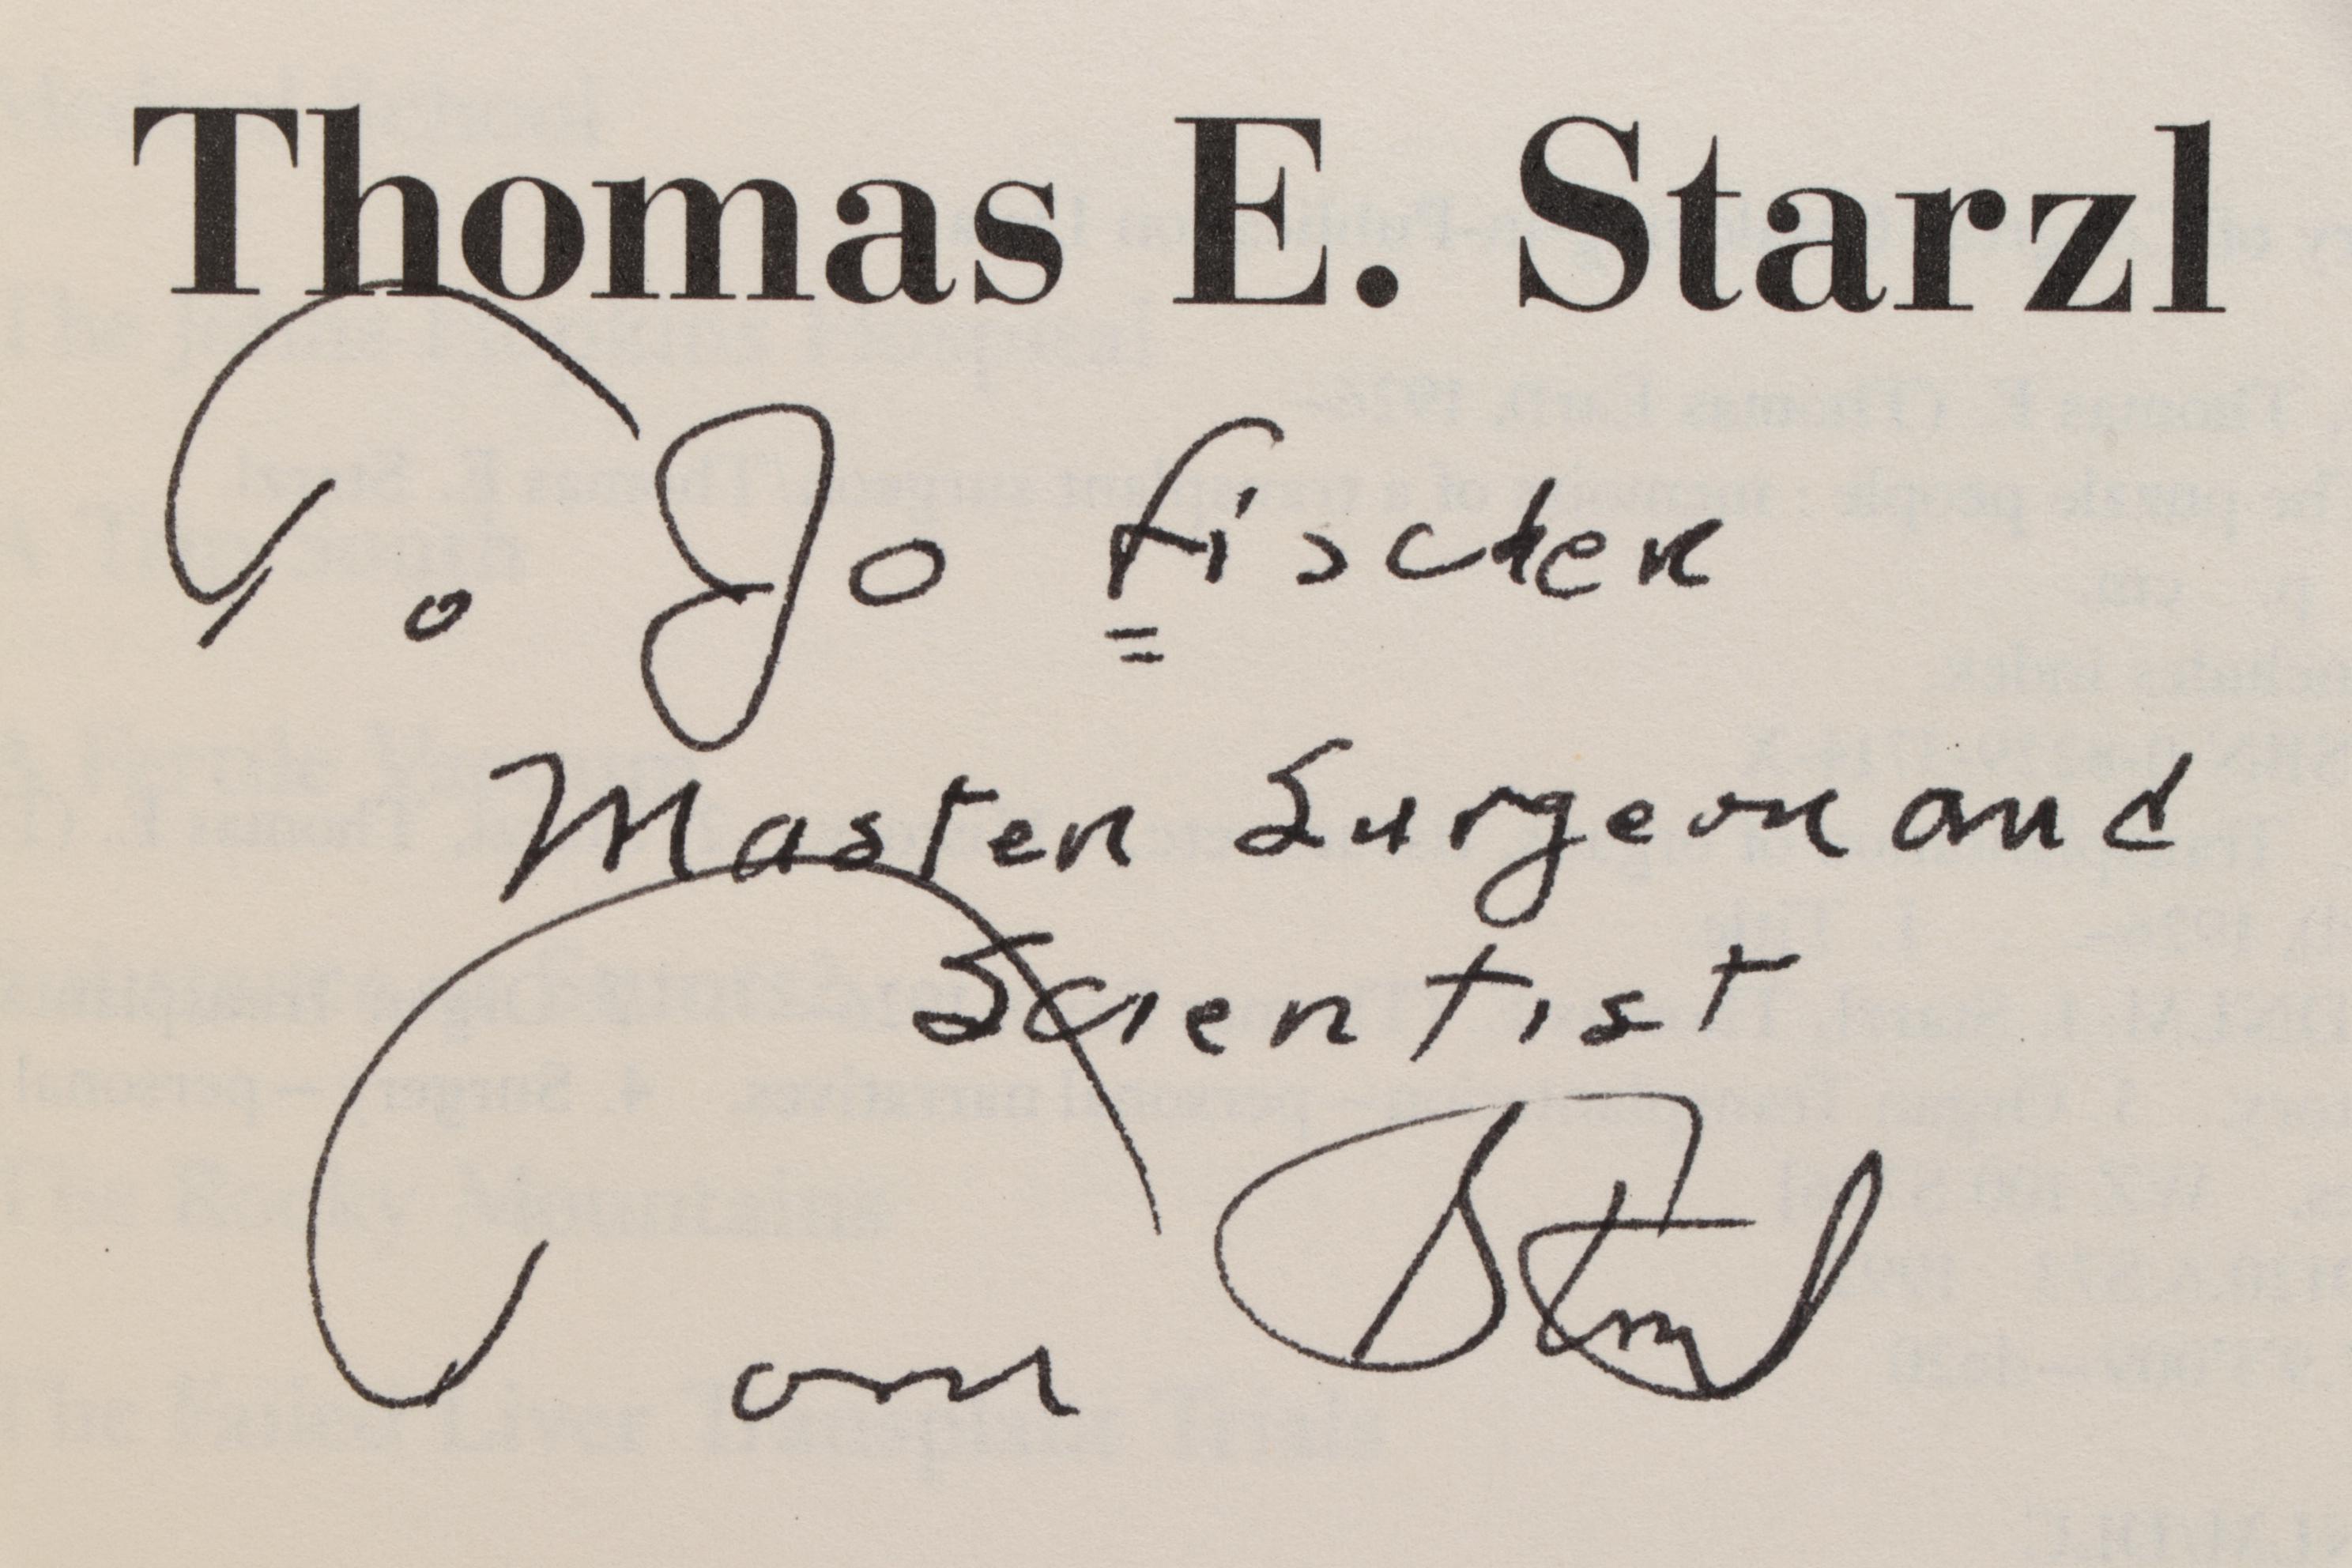 Thomas E. Starzl
To Jo fischer
Master Surgeon and
Scientist
Tom Starzl